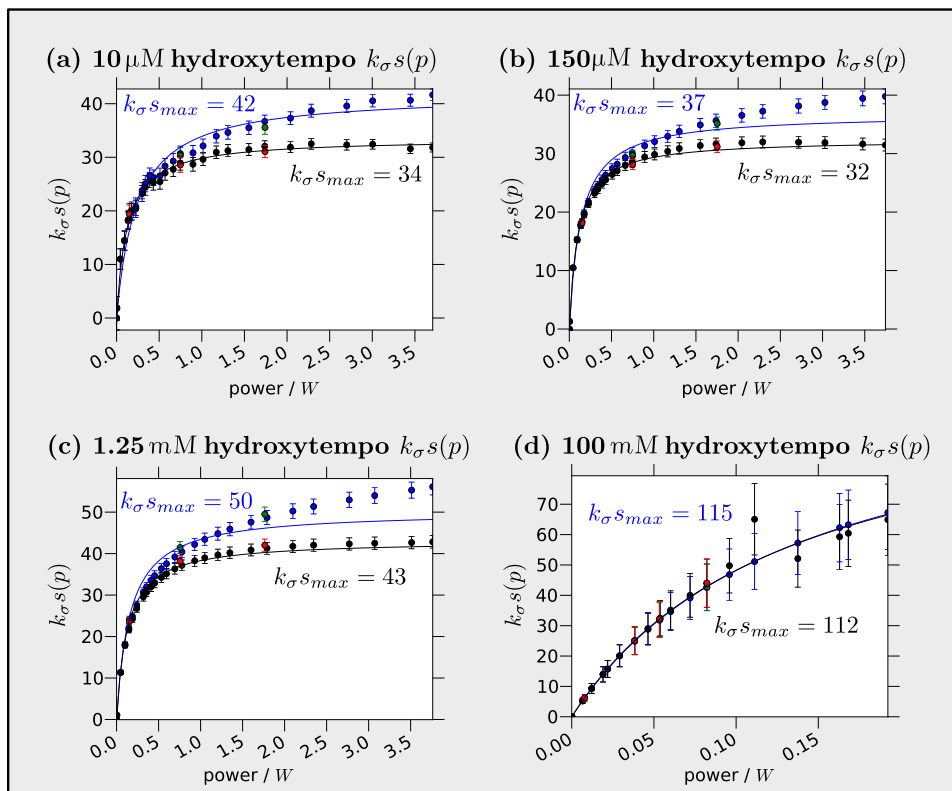 (a) 10 μM hydroxytempo kσs(p)
kσsmax = 42
kσsmax = 34
kσs(p)
40
30
20
10
0
0.0 0.5 1.0 1.5 2.0 2.5 3.0 3.5
power / W
(b) 150μM hydroxytempo kσs(p)
kσsmax = 37
kσsmax = 32
kσs(p)
40
30
20
10
0
0.0 0.5 1.0 1.5 2.0 2.5 3.0 3.5
power / W
(c) 1.25 mM hydroxytempo kσs(p)
kσsmax = 50
kσsmax = 43
kσs(p)
50
40
30
20
10
0
0.0 0.5 1.0 1.5 2.0 2.5 3.0 3.5
power / W
(d) 100 mM hydroxytempo kσs(p)
kσsmax = 115
kσsmax = 112
kσs(p)
70
60
50
40
30
20
10
0
0.00 0.05 0.10 0.15
power / W